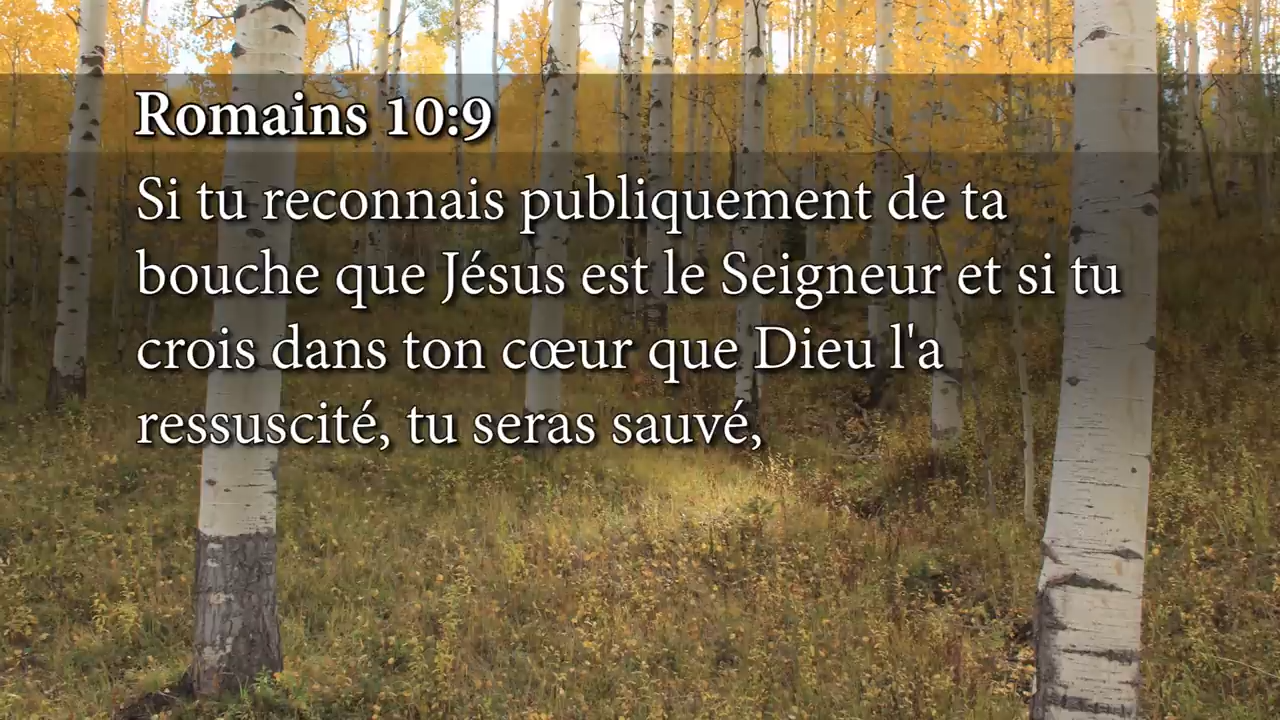 Romains 10:9
Si tu reconnais publiquement de ta
bouche que Jésus est le Seigneur et si tu
crois dans ton cœur que Dieu l'a
ressuscité, tu seras sauvé,